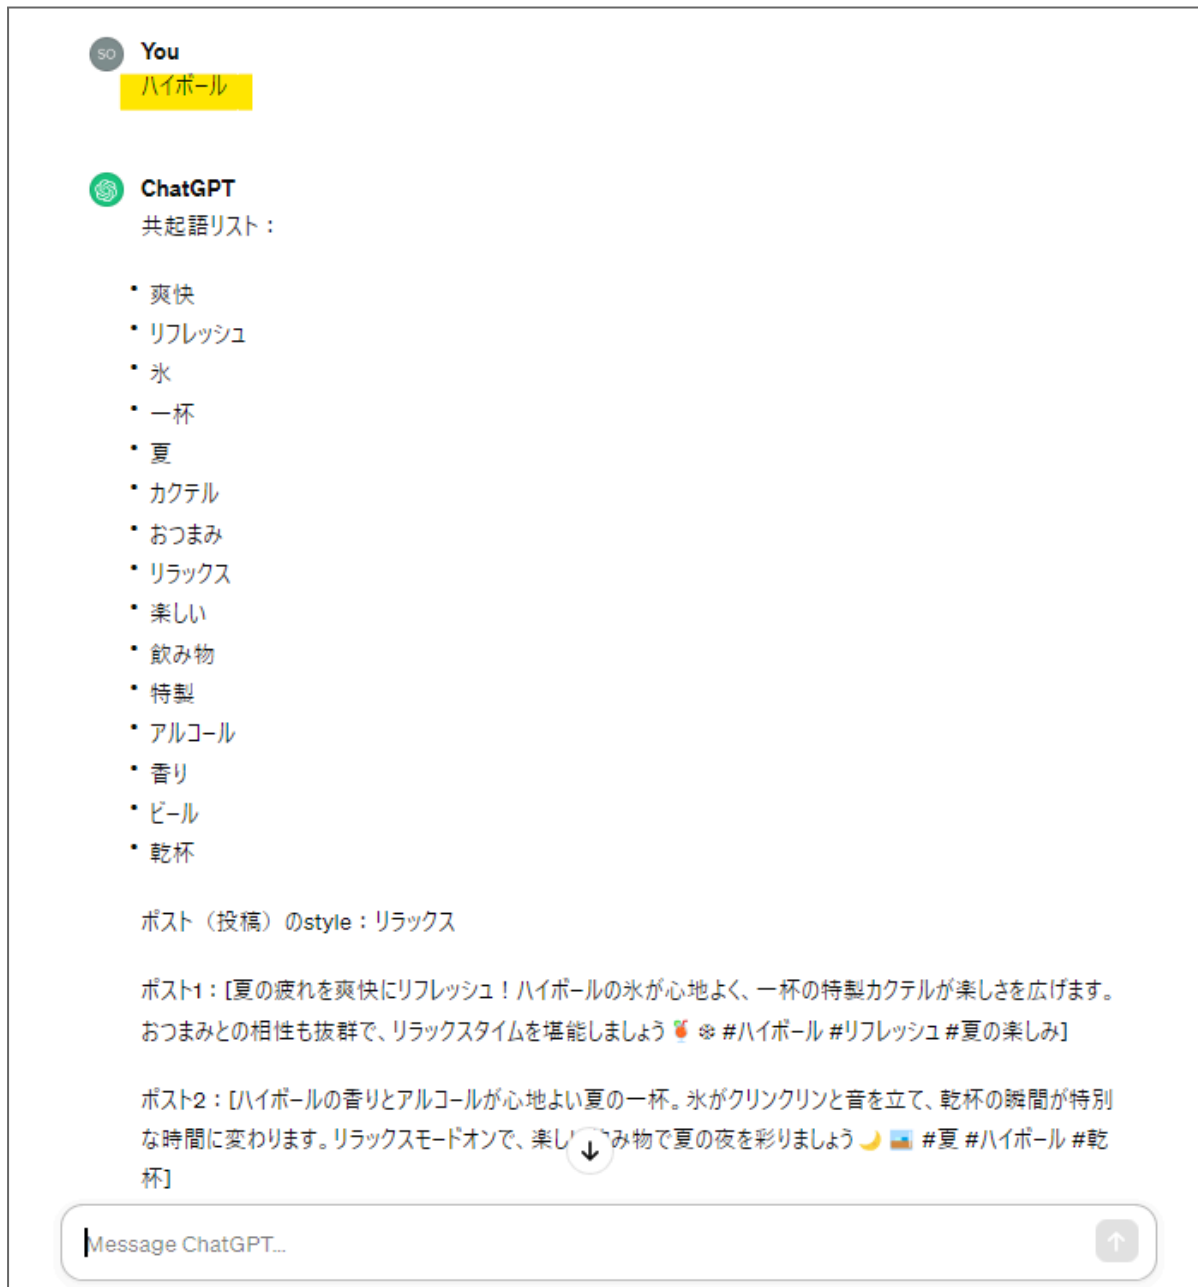 SO You
ハイボール
ChatGPT
共起語リスト：
• 爽快
• リフレッシュ
• 氷
• 一杯
• 夏
• カクテル
• おつまみ
• リラックス
• 楽しい
• 飲み物
• 特製
• アルコール
• 香り
• ビール
• 乾杯
ポスト（投稿）のstyle：リラックス
ポスト1：[夏の疲れを爽快にリフレッシュ！ハイボールの氷が心地よく、一杯の特製カクテルが楽しさを広げます。
おつまみとの相性も抜群で、リラックスタイムを堪能しましょう🍹❄ #ハイボール #リフレッシュ #夏の楽しみ]
ポスト2：[ハイボールの香りとアルコールが心地よい夏の一杯。氷がクリンクリンと音を立て、乾杯の瞬間が特別
な時間に変わります。リラックスモードオンで、楽し み物で夏の夜を彩りましょう🌙🌅 #夏 #ハイボール #乾
杯]
Message ChatGPT...